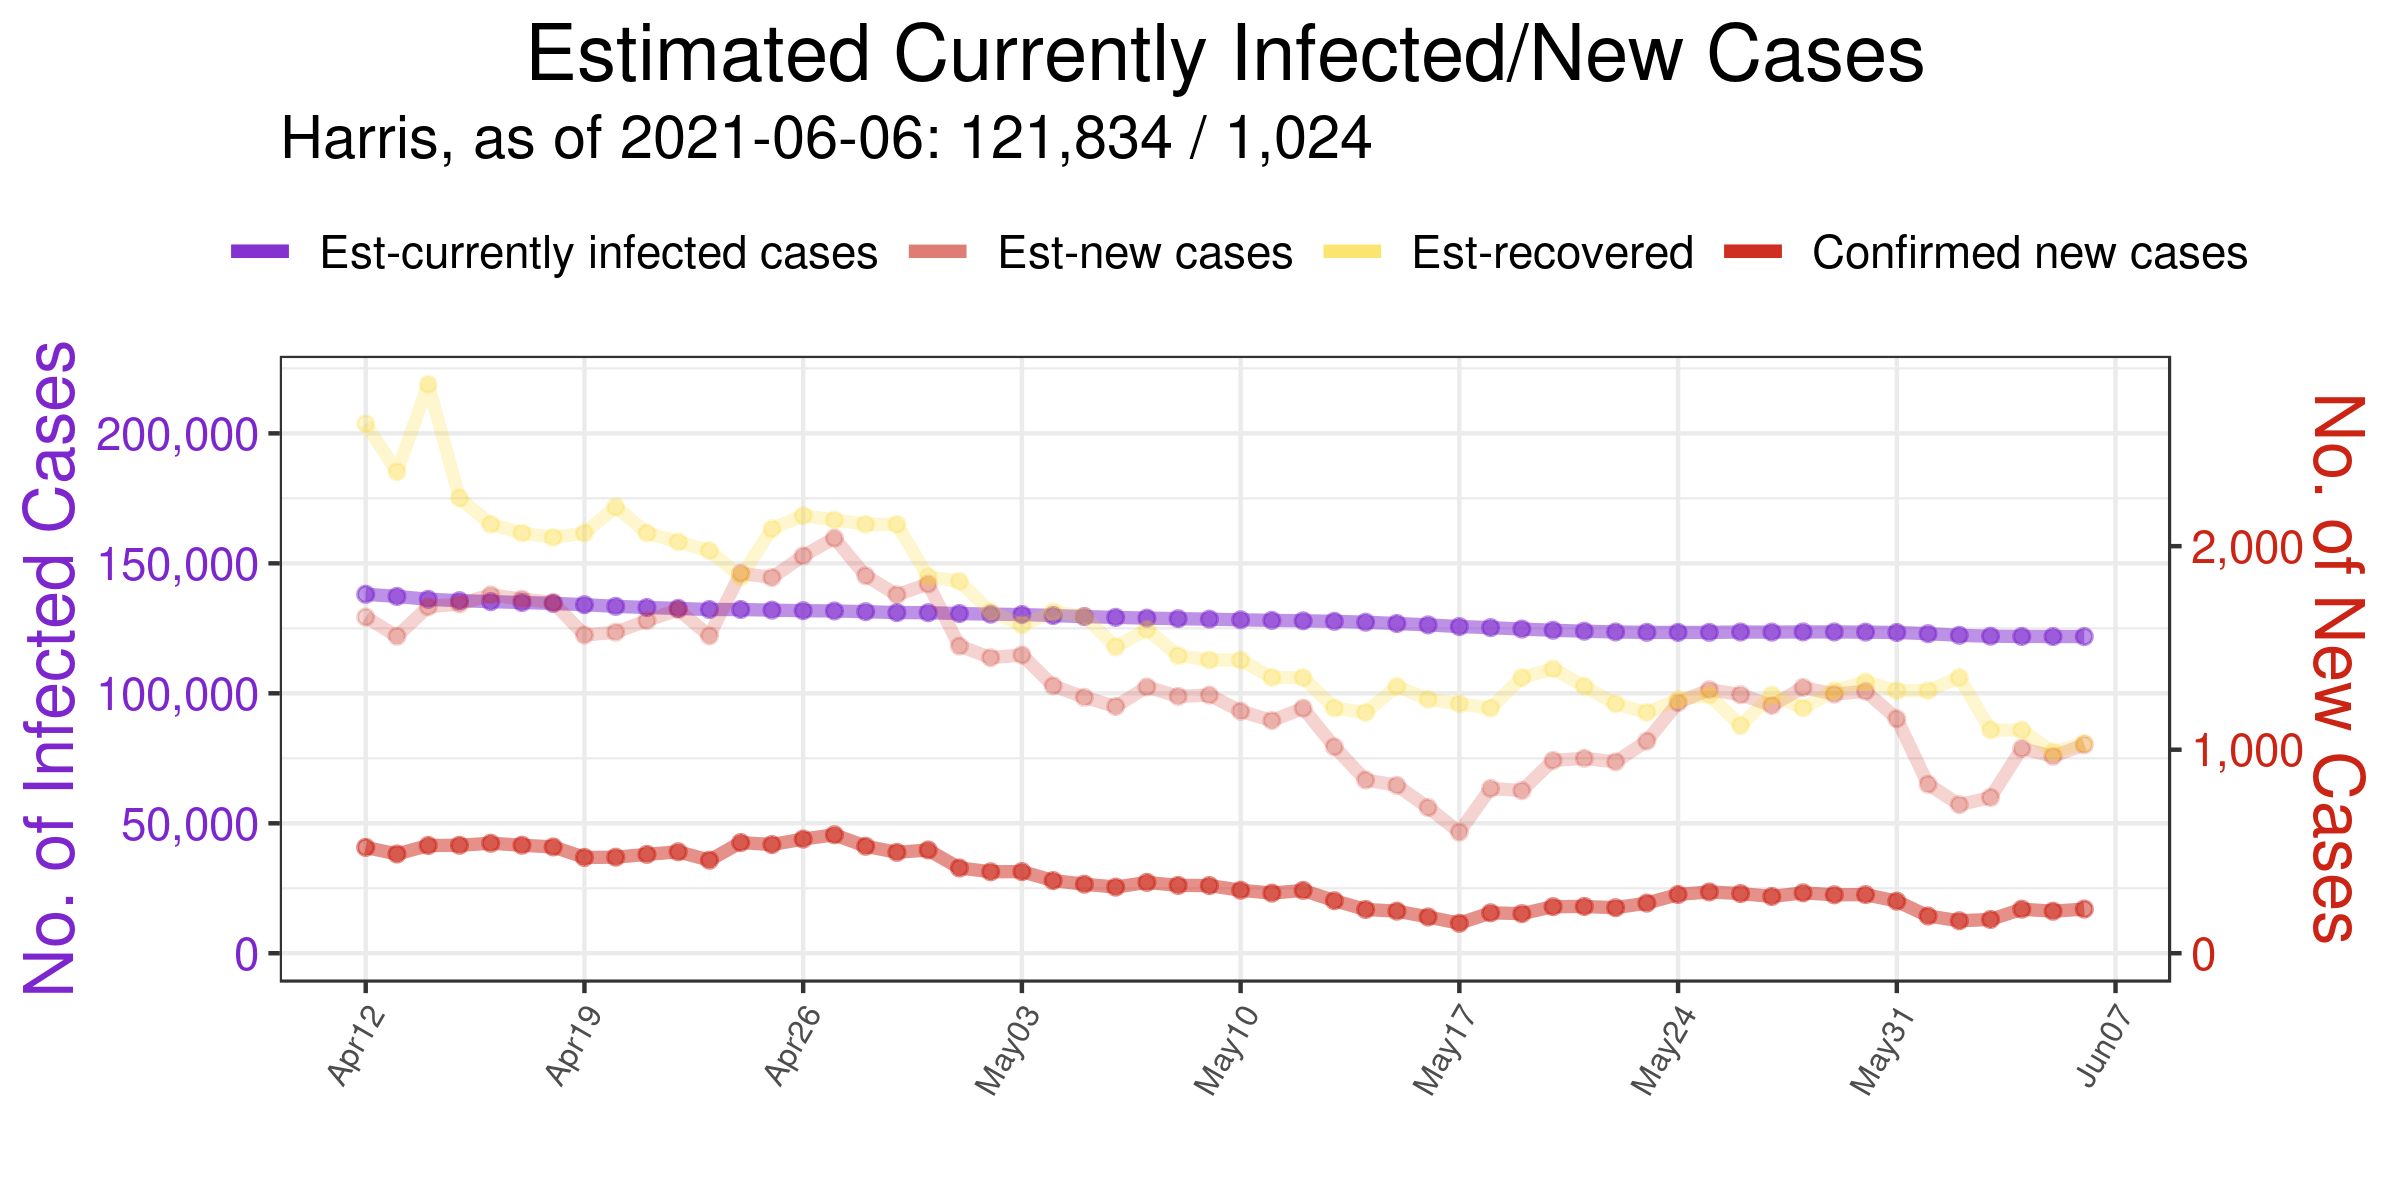 Estimated Currently Infected/New Cases
Harris, as of 2021-06-06: 121,834 / 1,024
Est-currently infected cases Est-new cases Est-recovered Confirmed new cases
No. of Infected Cases
200,000
150,000
100,000
50,000
0
2,000
1,000
0
No. of New Cases
Apr12 Apr19 Apr26 May03 May10 May17 May24 May31 Jun07